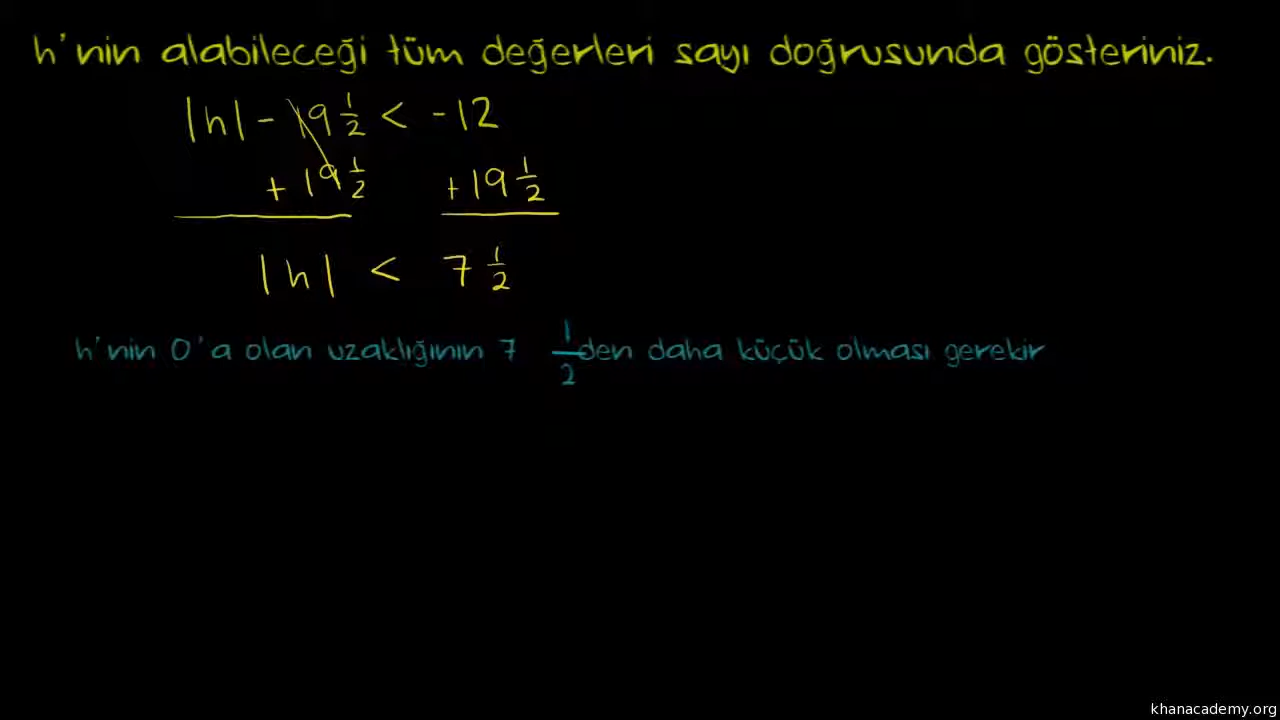 h'nin alabileceği tüm değerleri sayı doğrusunda gösteriniz.
|h| - 19 1/2 < -12
+ 19 1/2 +19 1/2
|h| < 7 1/2
h'nin 0'a olan uzaklığının 7 1/2 den daha küçük olması gerekir
khanacademy.org